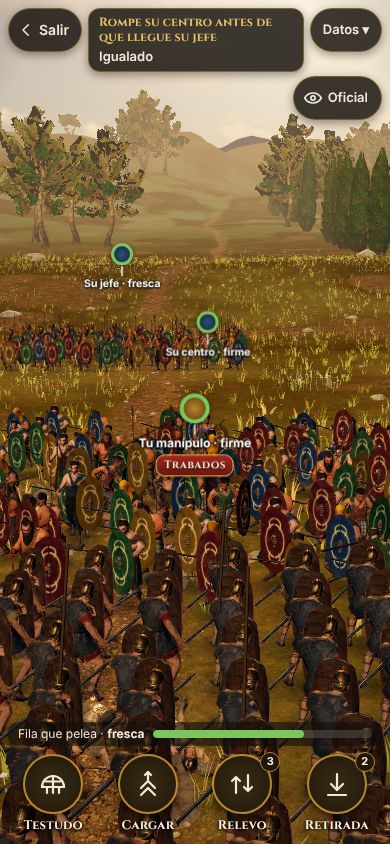 Salir
ROMPE SU CENTRO ANTES DE
QUE LLEGUE SU JEFE
Igualado
Datos ▾
Oficial
Su jefe · fresca
Su centro · firme
Tu manípulo · firme
TRABADOS
Fila que pelea · fresca
3
2
TESTUDO
CARGAR
RELEVO
RETIRADA